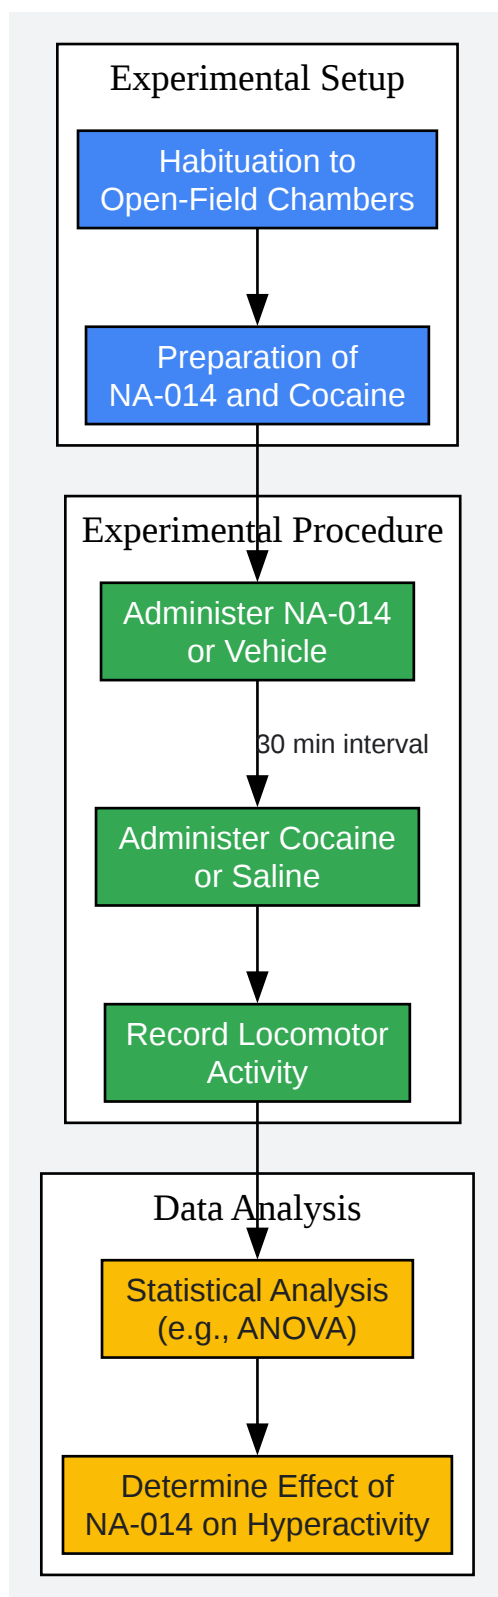 Experimental Setup
Habituation to
Open-Field Chambers
Preparation of
NA-014 and Cocaine
Experimental Procedure
Administer NA-014
or Vehicle
30 min interval
Administer Cocaine
or Saline
Record Locomotor
Activity
Data Analysis
Statistical Analysis
(e.g., ANOVA)
Determine Effect of
NA-014 on Hyperactivity